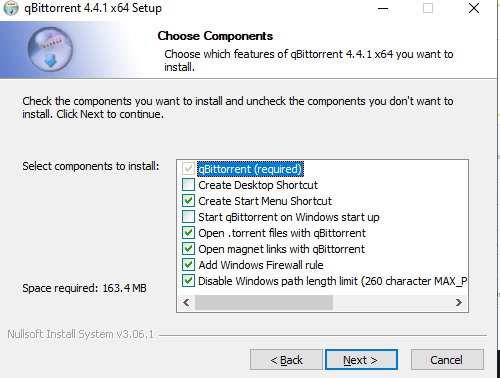 qBittorrent 4.4.1 x64 Setup
Choose Components
Choose which features of qBittorrent 4.4.1 x64 you want to
install.
Check the components you want to install and uncheck the components you don't want to
install. Click Next to continue.
Select components to install:
qBittorrent (required)
Create Desktop Shortcut
Create Start Menu Shortcut
Start qBittorrent on Windows start up
Open .torrent files with qBittorrent
Open magnet links with qBittorrent
Add Windows Firewall rule
Disable Windows path length limit (260 character MAX_P
Space required: 163.4 MB
Nullsoft Install System v3.06.1
< Back
Next >
Cancel